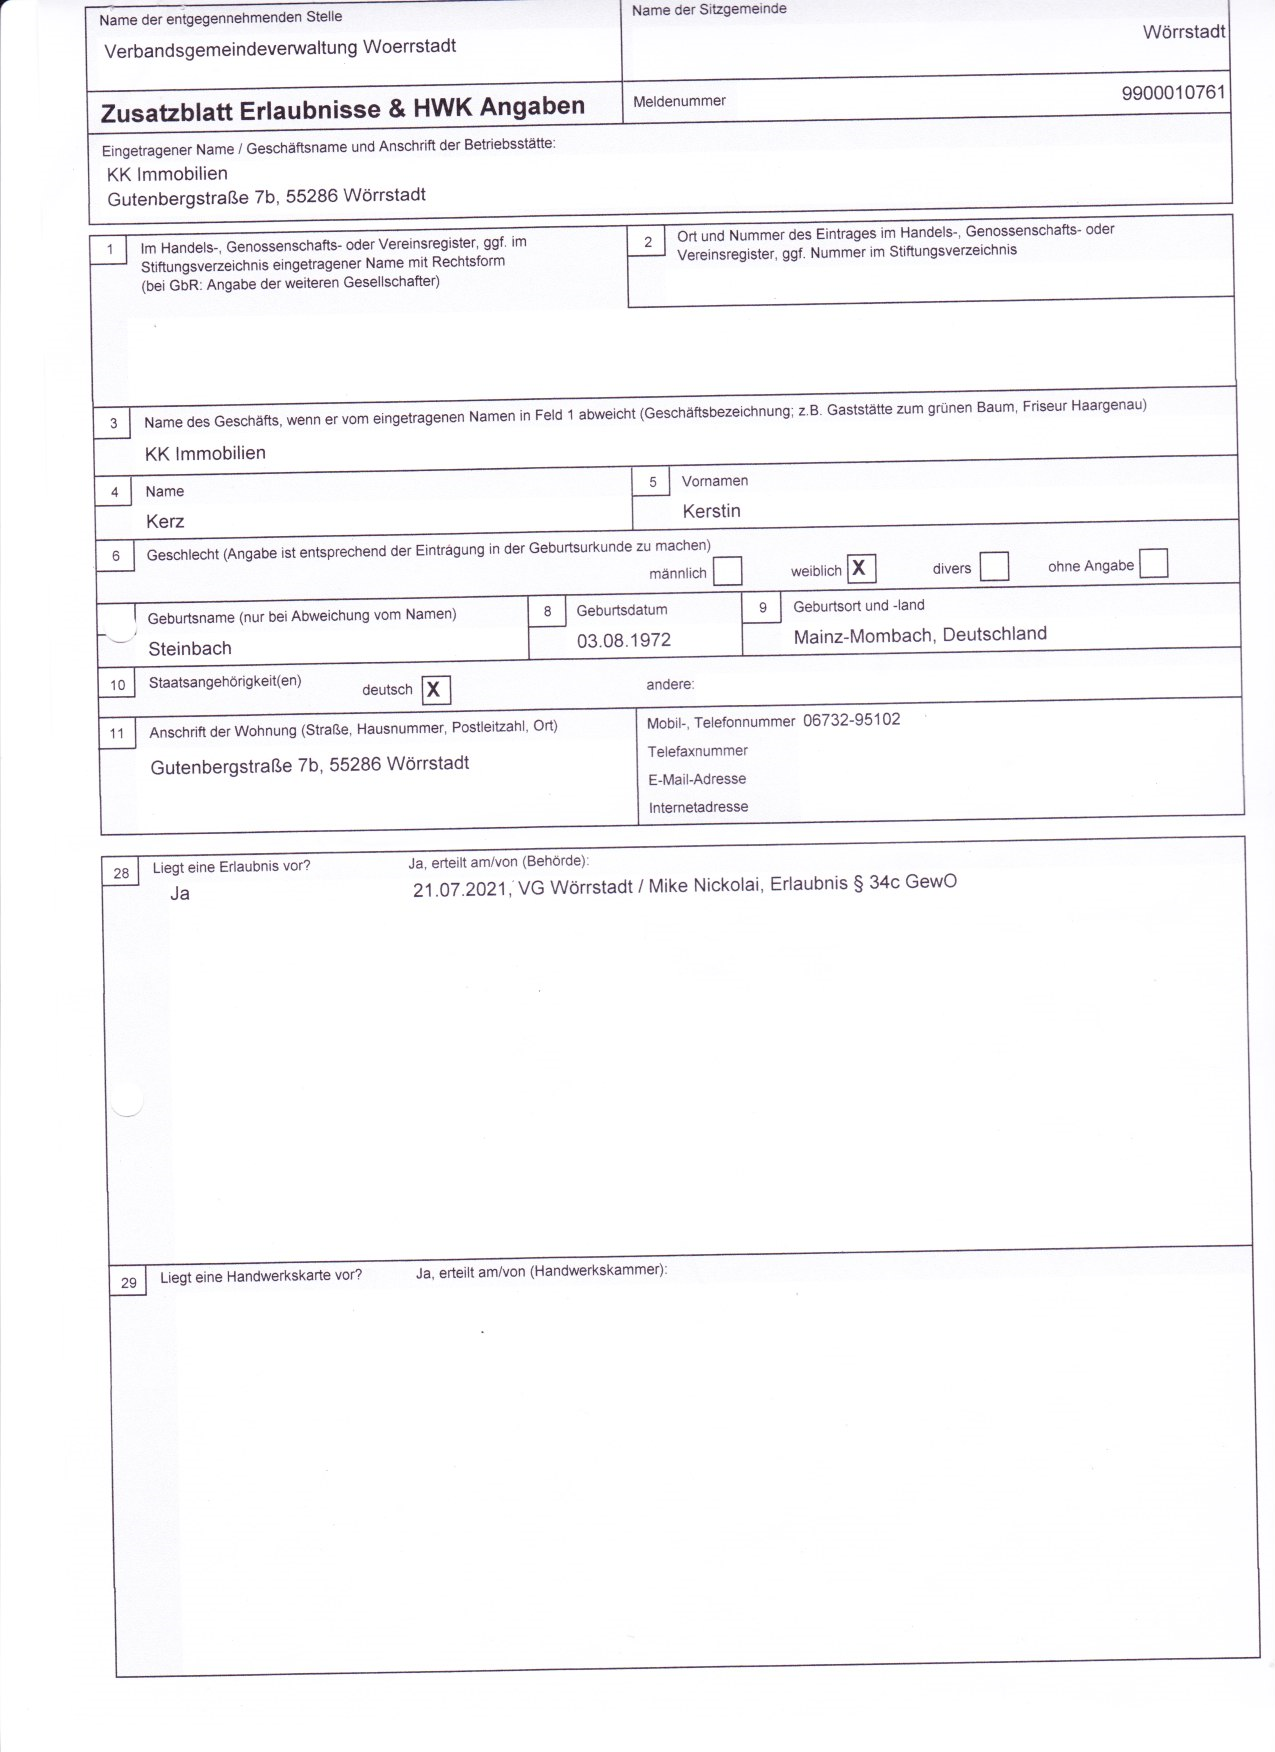 Name der entgegennehmenden Stelle
Verbandsgemeindeverwaltung Woerrstadt
Name der Sitzgemeinde
Wörrstadt
Zusatzblatt Erlaubnisse & HWK Angaben
Meldenummer
9900010761
Eingetragener Name / Geschäftsname und Anschrift der Betriebsstätte:
KK Immobilien
Gutenbergstraße 7b, 55286 Wörrstadt
1
Im Handels-, Genossenschafts- oder Vereinsregister, ggf. im
Stiftungsverzeichnis eingetragener Name mit Rechtsform
(bei GbR: Angabe der weiteren Gesellschafter)
2
Ort und Nummer des Eintrages im Handels-, Genossenschafts- oder
Vereinsregister, ggf. Nummer im Stiftungsverzeichnis
3
Name des Geschäfts, wenn er vom eingetragenen Namen in Feld 1 abweicht (Geschäftsbezeichnung; z.B. Gaststätte zum grünen Baum, Friseur Haargenau)
KK Immobilien
4
Name
Kerz
5
Vornamen
Kerstin
6
Geschlecht (Angabe ist entsprechend der Eintragung in der Geburtsurkunde zu machen)
männlich weiblich X divers ohne Angabe
Geburtsname (nur bei Abweichung vom Namen)
Steinbach
8
Geburtsdatum
03.08.1972
9
Geburtsort und -land
Mainz-Mombach, Deutschland
10
Staatsangehörigkeit(en)
deutsch X
andere:
11
Anschrift der Wohnung (Straße, Hausnummer, Postleitzahl, Ort)
Gutenbergstraße 7b, 55286 Wörrstadt
Mobil-, Telefonnummer 06732-95102
Telefaxnummer
E-Mail-Adresse
Internetadresse
28
Liegt eine Erlaubnis vor?
Ja
Ja, erteilt am/von (Behörde):
21.07.2021, VG Wörrstadt / Mike Nickolai, Erlaubnis § 34c GewO
29
Liegt eine Handwerkskarte vor?
Ja, erteilt am/von (Handwerkskammer):